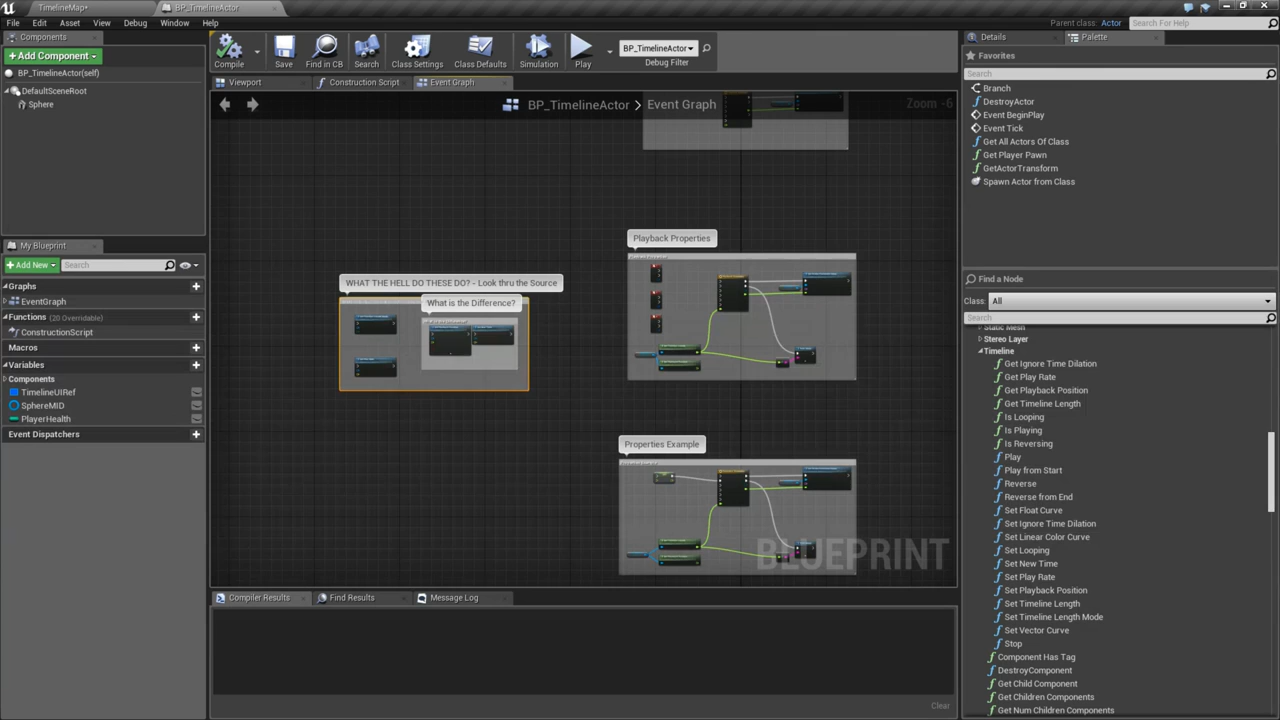 TimelineMap*
BP_TimelineActor
File Edit Asset View Debug Window Help
Parent class: Actor
Search For Help
Components
Add Component
BP_TimelineActor(self)
DefaultSceneRoot
Sphere
Compile
Save
Find in CB
Search
Class Settings
Class Defaults
Simulation
Play
BP_TimelineActor
Debug Filter
Viewport
Construction Script
Event Graph
BP_TimelineActor > Event Graph
Zoom -6
Playback Properties
WHAT THE HELL DO THESE DO? - Look thru the Source
What is the Difference?
Properties Example
BLUEPRINT
My Blueprint
Add New
Search
Graphs
EventGraph
Functions (20 Overridable)
ConstructionScript
Macros
Variables
Components
TimelineUIRef
SphereMID
PlayerHealth
Event Dispatchers
Compiler Results
Find Results
Message Log
Clear
Details
Palette
Favorites
Search
Branch
DestroyActor
Event BeginPlay
Event Tick
Get All Actors Of Class
Get Player Pawn
GetActorTransform
Spawn Actor from Class
Find a Node
Class: All
Search
Static Mesh
Stereo Layer
Timeline
Get Ignore Time Dilation
Get Play Rate
Get Playback Position
Get Timeline Length
Is Looping
Is Playing
Is Reversing
Play
Play from Start
Reverse
Reverse from End
Set Float Curve
Set Ignore Time Dilation
Set Linear Color Curve
Set Looping
Set New Time
Set Play Rate
Set Playback Position
Set Timeline Length
Set Timeline Length Mode
Set Vector Curve
Stop
Component Has Tag
DestroyComponent
Get Child Component
Get Children Components
Get Num Children Components